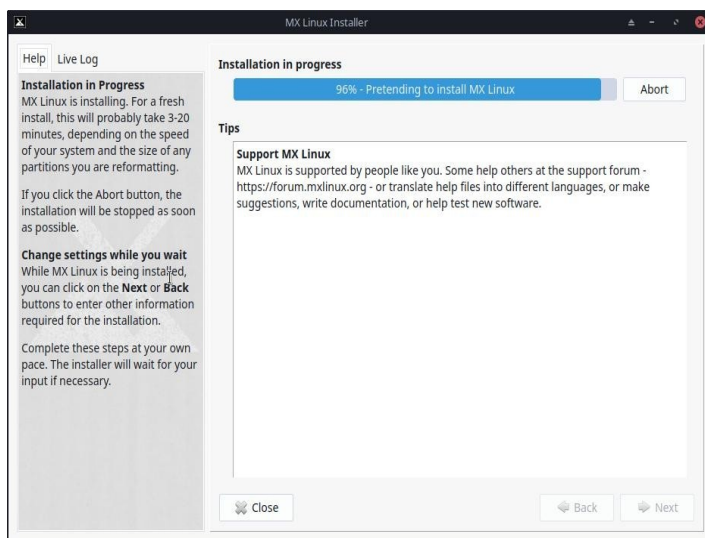 MX Linux Installer
Help Live Log
Installation in Progress
MX Linux is installing. For a fresh
install, this will probably take 3-20
minutes, depending on the speed
of your system and the size of any
partitions you are reformatting.
If you click the Abort button, the
installation will be stopped as soon
as possible.
Change settings while you wait
While MX Linux is being installed,
you can click on the Next or Back
buttons to enter other information
required for the installation.
Complete these steps at your own
pace. The installer will wait for your
input if necessary.
Installation in progress
96% - Pretending to install MX Linux
Abort
Tips
Support MX Linux
MX Linux is supported by people like you. Some help others at the support forum -
https://forum.mxlinux.org - or translate help files into different languages, or make
suggestions, write documentation, or help test new software.
Close
Back
Next